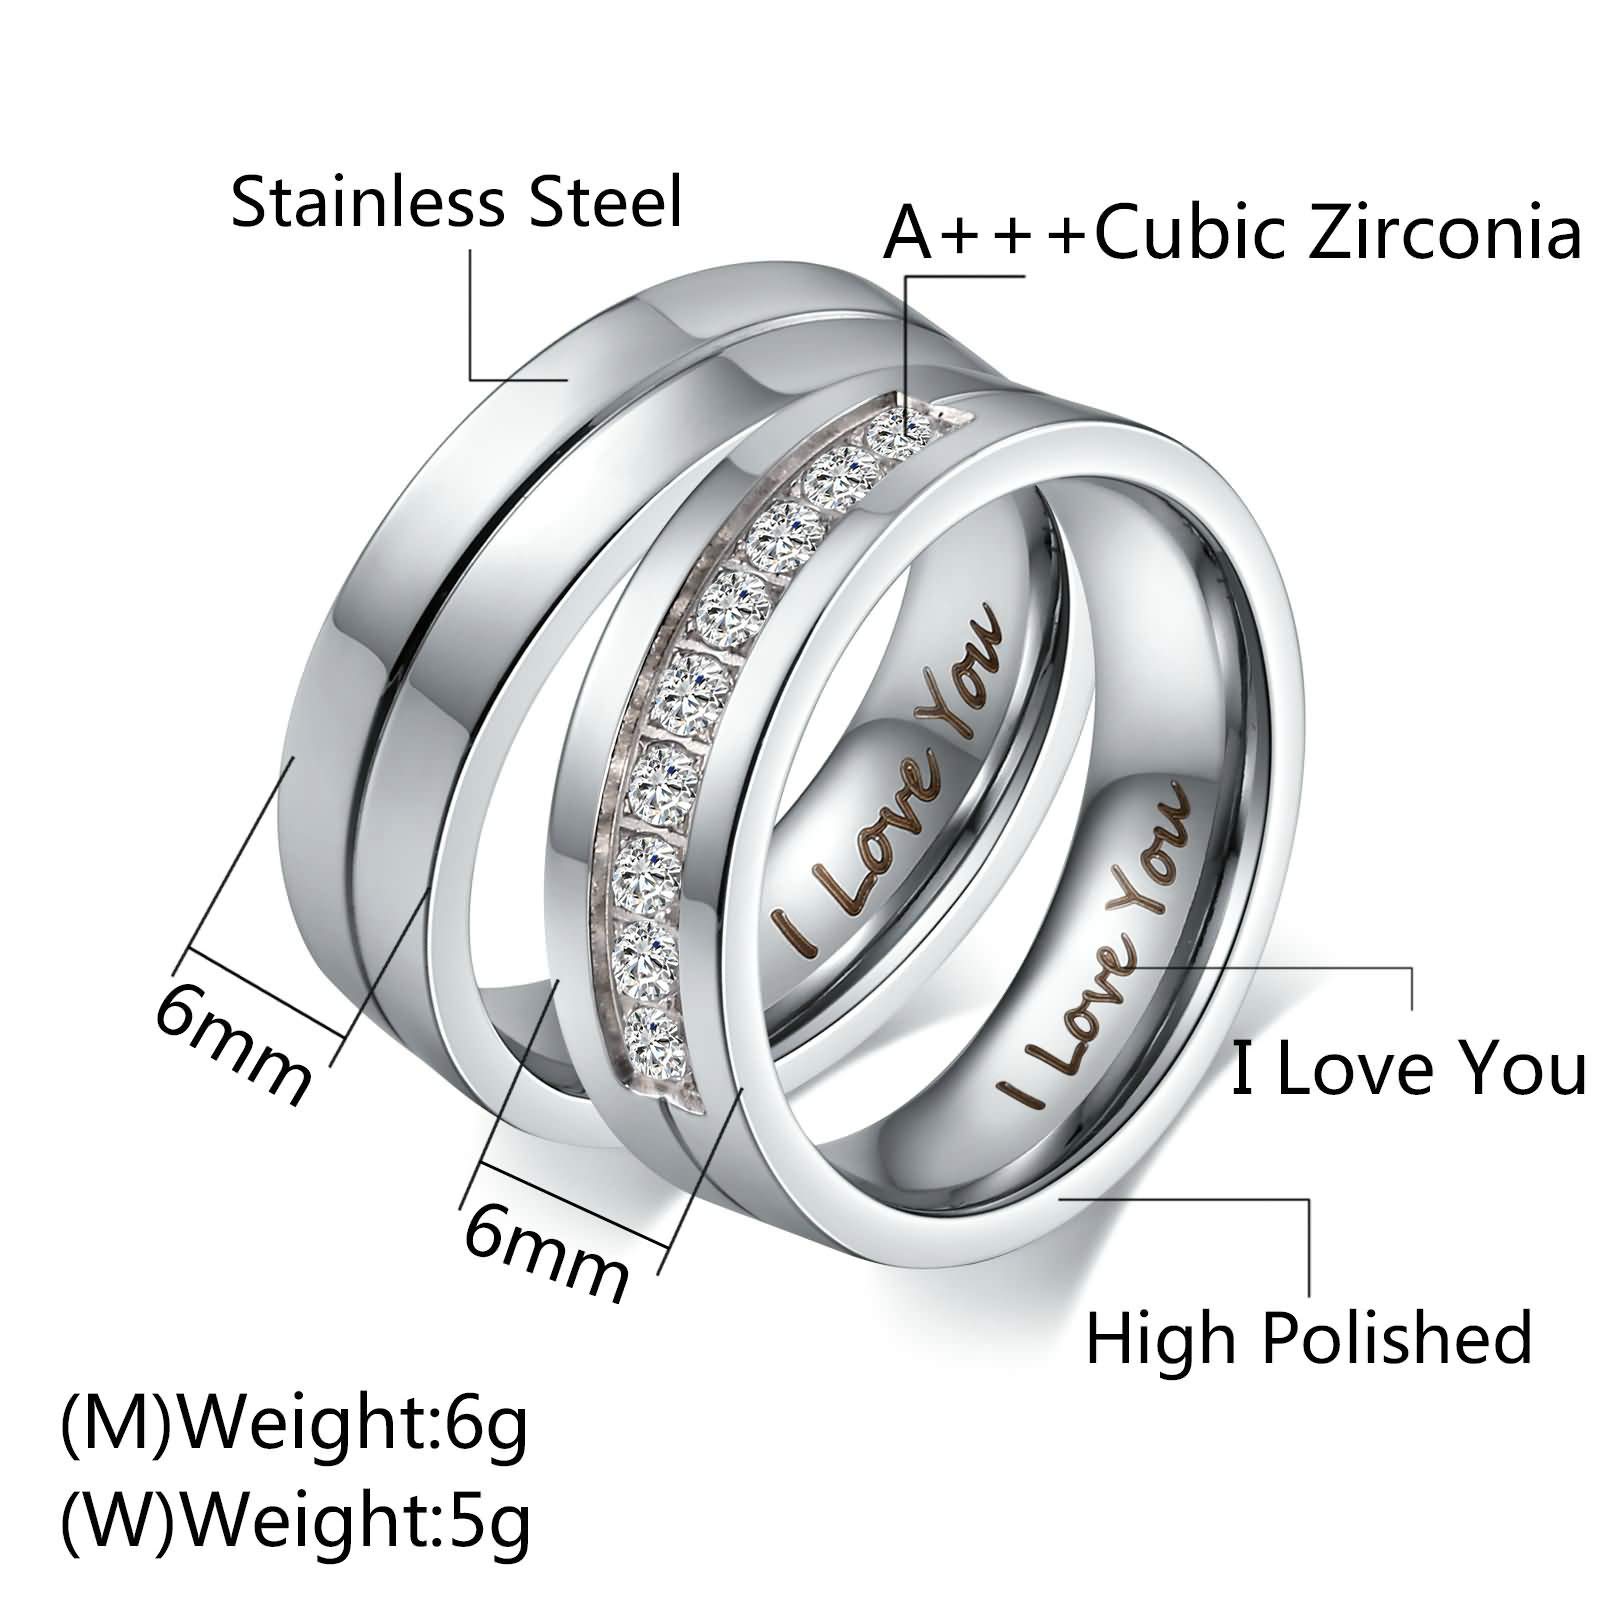 Stainless Steel
A+++Cubic Zirconia
I Love You
I Love You
I Love You
6mm
6mm
High Polished
(M)Weight:6g
(W)Weight:5g